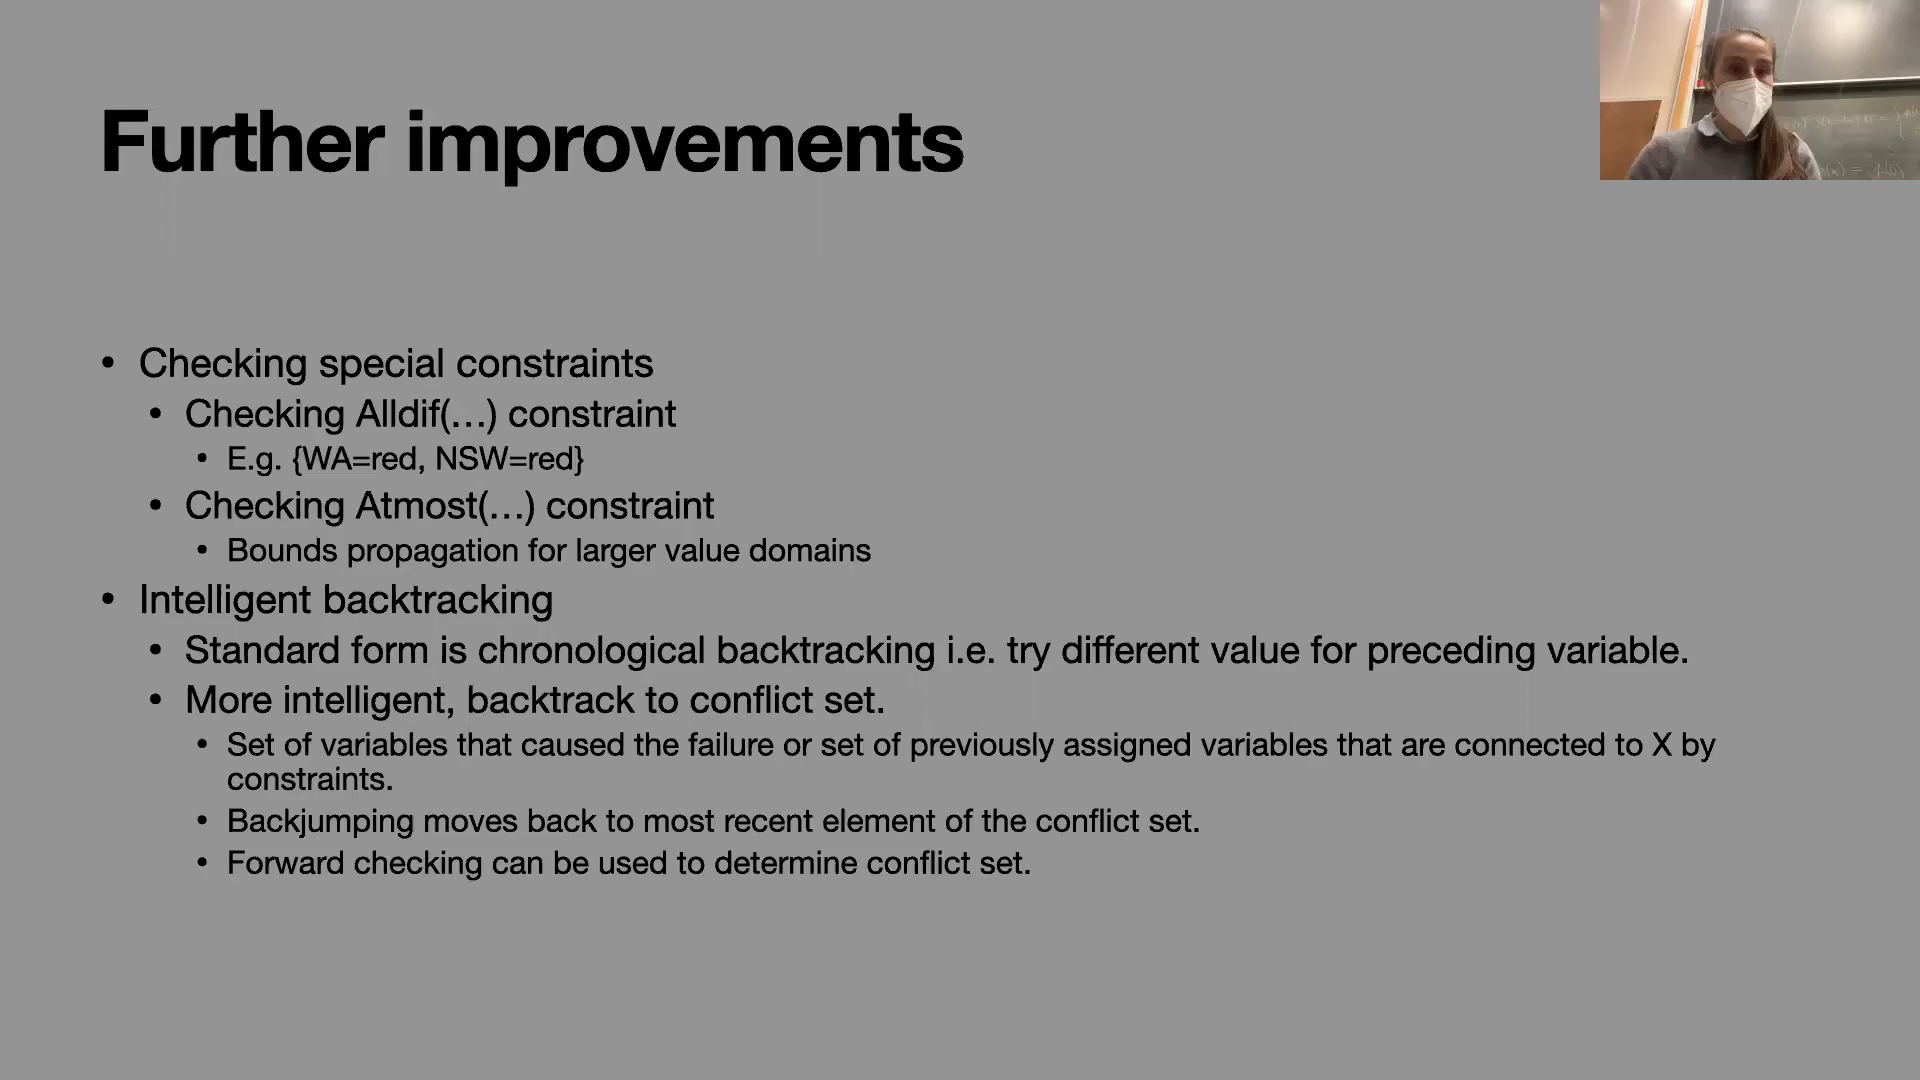 Further improvements
• Checking special constraints
• Checking Alldif(…) constraint
• E.g. {WA=red, NSW=red}
• Checking Atmost(…) constraint
• Bounds propagation for larger value domains
• Intelligent backtracking
• Standard form is chronological backtracking i.e. try different value for preceding variable.
• More intelligent, backtrack to conflict set.
• Set of variables that caused the failure or set of previously assigned variables that are connected to X by
constraints.
• Backjumping moves back to most recent element of the conflict set.
• Forward checking can be used to determine conflict set.